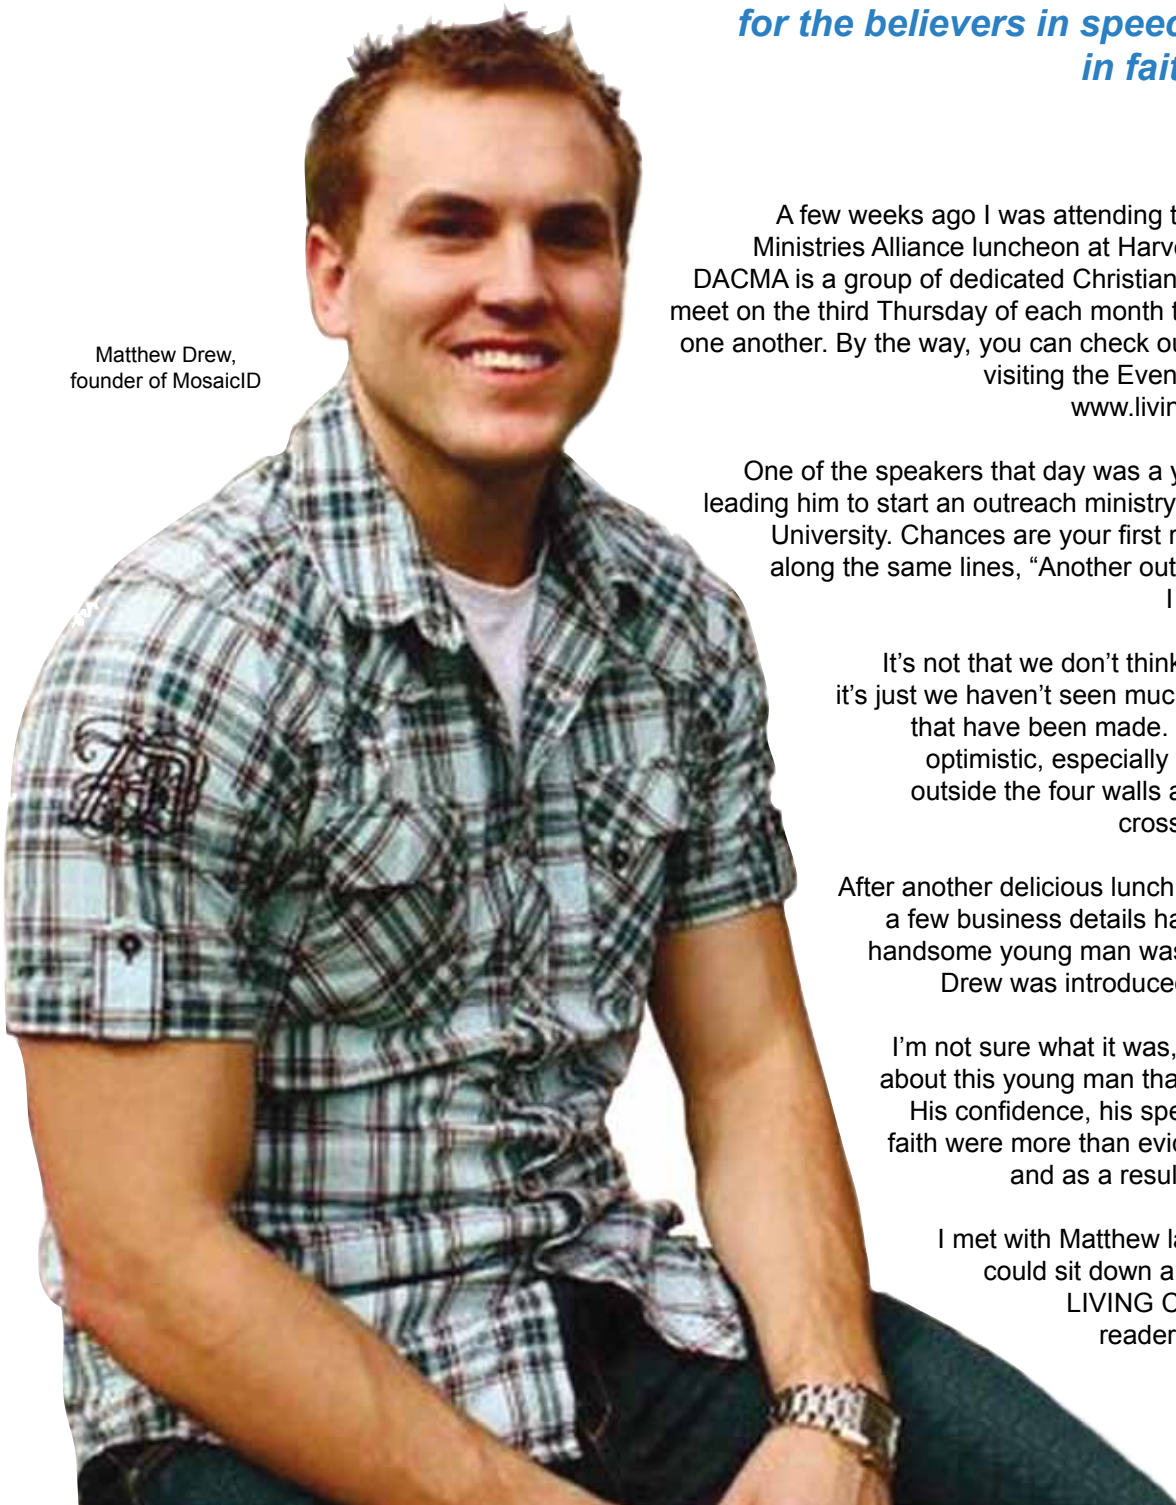 for the believers in speec
in fait
A few weeks ago I was attending t
Ministries Alliance luncheon at Harv
DACMA is a group of dedicated Christian
meet on the third Thursday of each month t
one another. By the way, you can check ou
visiting the Even
www.livin
Matthew Drew,
founder of MosaicID
One of the speakers that day was a y
leading him to start an outreach ministry
University. Chances are your first r
along the same lines, “Another out
I
It’s not that we don’t think
it’s just we haven’t seen muc
that have been made.
optimistic, especially
outside the four walls a
cross
After another delicious lunch
a few business details ha
handsome young man was
Drew was introduced
I’m not sure what it was,
about this young man tha
His confidence, his spe
faith were more than evid
and as a resul
I met with Matthew la
could sit down a
LIVING C
reader